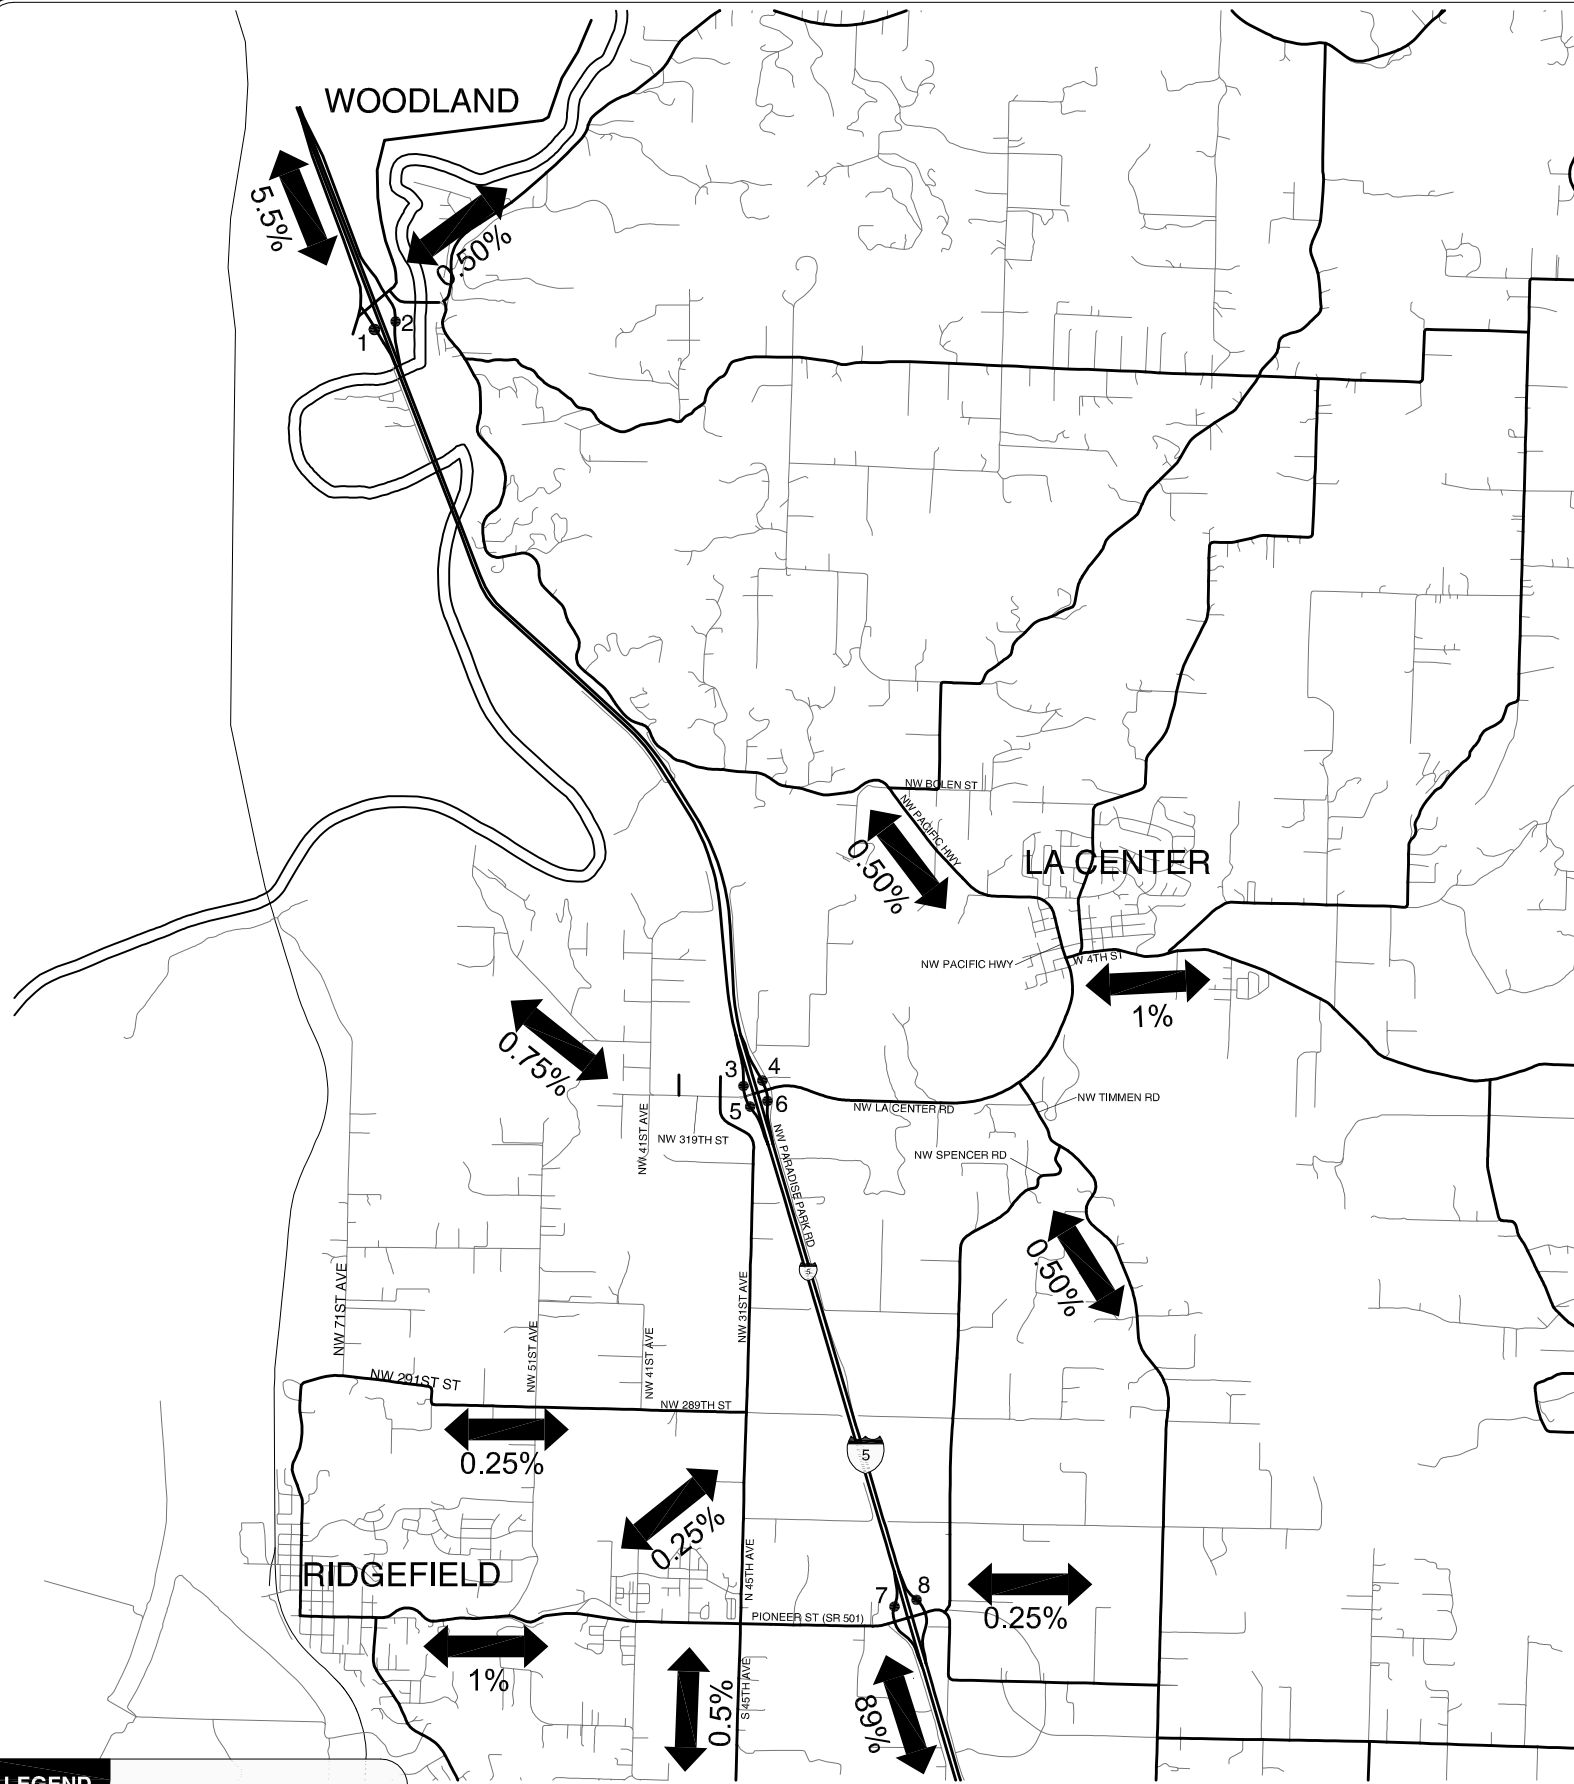 WOODLAND
5.5%
0.50%
1
2
NW BOLEN ST
NW PACIFIC HWY
0.50%
LA CENTER
NW PACIFIC HWY
W 4TH ST
1%
0.75%
3
4
5
6
NW LA CENTER RD
NW TIMMEN RD
NW 41ST AVE
NW 319TH ST
NW PARADISE PARK RD
NW SPENCER RD
0.50%
5
NW 71ST AVE
NW 51ST AVE
NW 41ST AVE
NW 31ST AVE
NW 291ST ST
NW 289TH ST
0.25%
5
0.25%
RIDGEFIELD
N 45TH AVE
7
8
0.25%
PIONEER ST (SR 501)
1%
0.5%
S 45TH AVE
89%
LEGEND